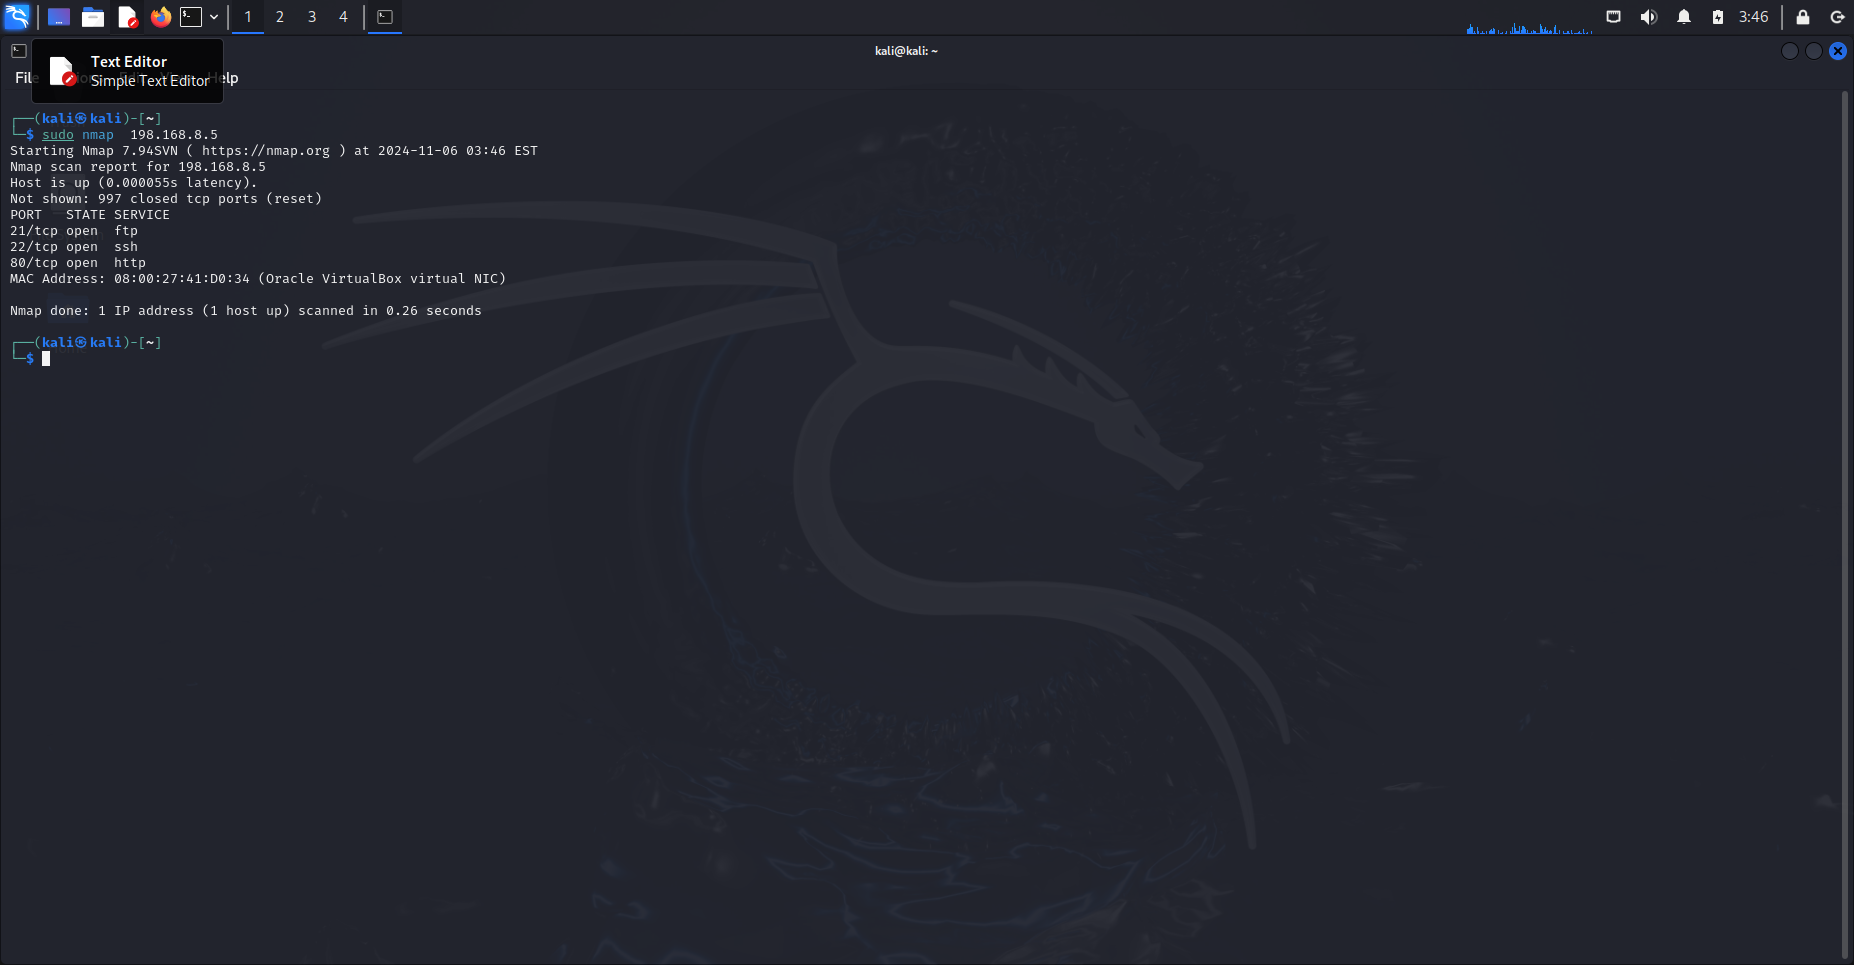 1 2 3 4
3:46
kali@kali: ~
Text Editor
Simple Text Editor
File Help
┌──(kali㉿kali)-[~]
└─$ sudo nmap  198.168.8.5
Starting Nmap 7.94SVN ( https://nmap.org ) at 2024-11-06 03:46 EST
Nmap scan report for 198.168.8.5
Host is up (0.000055s latency).
Not shown: 997 closed tcp ports (reset)
PORT   STATE SERVICE
21/tcp open  ftp
22/tcp open  ssh
80/tcp open  http
MAC Address: 08:00:27:41:D0:34 (Oracle VirtualBox virtual NIC)
Nmap done: 1 IP address (1 host up) scanned in 0.26 seconds
┌──(kali㉿kali)-[~]
└─$